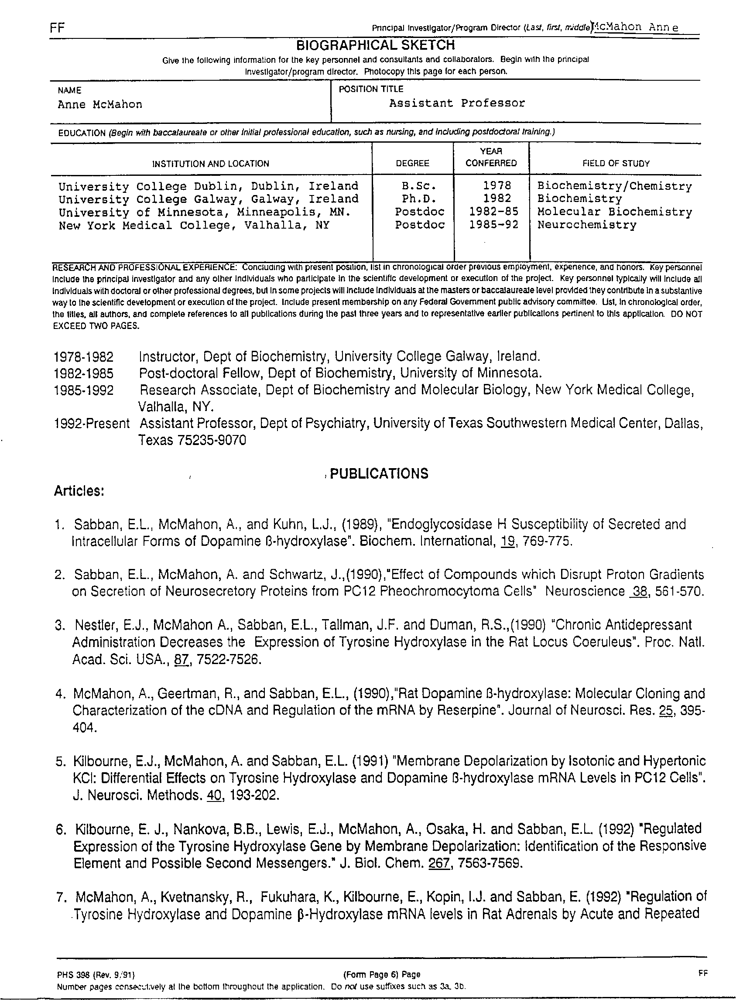 FF
Principal Investigator/Program Director (Last, first, middle) McMahon Anne
BIOGRAPHICAL SKETCH
Give the following information for the key personnel and consultants and collaborators. Begin with the principal
investigator/program director. Photocopy this page for each person.
NAME
Anne McMahon
POSITION TITLE
Assistant Professor
EDUCATION (Begin with baccalaureate or other initial professional education, such as nursing, and including postdoctoral training.)
INSTITUTION AND LOCATION DEGREE YEAR CONFERRED FIELD OF STUDY
University College Dublin, Dublin, Ireland B.Sc. 1978 Biochemistry/Chemistry
University College Galway, Galway, Ireland Ph.D. 1982 Biochemistry
University of Minnesota, Minneapolis, MN. Postdoc 1982-85 Molecular Biochemistry
New York Medical College, Valhalla, NY Postdoc 1985-92 Neurochemistry
RESEARCH AND PROFESSIONAL EXPERIENCE: Concluding with present position, list in chronological order previous employment, experience, and honors. Key personnel
include the principal investigator and any other individuals who participate in the scientific development or execution of the project. Key personnel typically will include all
individuals with doctoral or other professional degrees, but in some projects will include individuals at the masters or baccalaureate level provided they contribute in a substantive
way to the scientific development or execution of the project. Include present membership on any Federal Government public advisory committee. List, in chronological order,
the titles, all authors, and complete references to all publications during the past three years and to representative earlier publications pertinent to this application. DO NOT
EXCEED TWO PAGES.
1978-1982 Instructor, Dept of Biochemistry, University College Galway, Ireland.
1982-1985 Post-doctoral Fellow, Dept of Biochemistry, University of Minnesota.
1985-1992 Research Associate, Dept of Biochemistry and Molecular Biology, New York Medical College,
Valhalla, NY.
1992-Present Assistant Professor, Dept of Psychiatry, University of Texas Southwestern Medical Center, Dallas,
Texas 75235-9070
PUBLICATIONS
Articles:
1. Sabban, E.L., McMahon, A., and Kuhn, L.J., (1989), "Endoglycosidase H Susceptibility of Secreted and
Intracellular Forms of Dopamine ß-hydroxylase". Biochem. International, 19, 769-775.
2. Sabban, E.L., McMahon, A. and Schwartz, J.,(1990),"Effect of Compounds which Disrupt Proton Gradients
on Secretion of Neurosecretory Proteins from PC12 Pheochromocytoma Cells" Neuroscience 38, 561-570.
3. Nestler, E.J., McMahon A., Sabban, E.L., Tallman, J.F. and Duman, R.S.,(1990) "Chronic Antidepressant
Administration Decreases the Expression of Tyrosine Hydroxylase in the Rat Locus Coeruleus". Proc. Natl.
Acad. Sci. USA., 87, 7522-7526.
4. McMahon, A., Geertman, R., and Sabban, E.L., (1990),"Rat Dopamine ß-hydroxylase: Molecular Cloning and
Characterization of the cDNA and Regulation of the mRNA by Reserpine". Journal of Neurosci. Res. 25, 395-
404.
5. Kilbourne, E.J., McMahon, A. and Sabban, E.L. (1991) "Membrane Depolarization by Isotonic and Hypertonic
KCl: Differential Effects on Tyrosine Hydroxylase and Dopamine ß-hydroxylase mRNA Levels in PC12 Cells".
J. Neurosci. Methods. 40, 193-202.
6. Kilbourne, E. J., Nankova, B.B., Lewis, E.J., McMahon, A., Osaka, H. and Sabban, E.L. (1992) "Regulated
Expression of the Tyrosine Hydroxylase Gene by Membrane Depolarization: Identification of the Responsive
Element and Possible Second Messengers." J. Biol. Chem. 267, 7563-7569.
7. McMahon, A., Kvetnansky, R., Fukuhara, K., Kilbourne, E., Kopin, I.J. and Sabban, E. (1992) "Regulation of
Tyrosine Hydroxylase and Dopamine β-Hydroxylase mRNA levels in Rat Adrenals by Acute and Repeated
PHS 398 (Rev. 9/91) (Form Page 6) Page FF
Number pages consecutively at the bottom throughout the application. Do not use suffixes such as 3a, 3b.